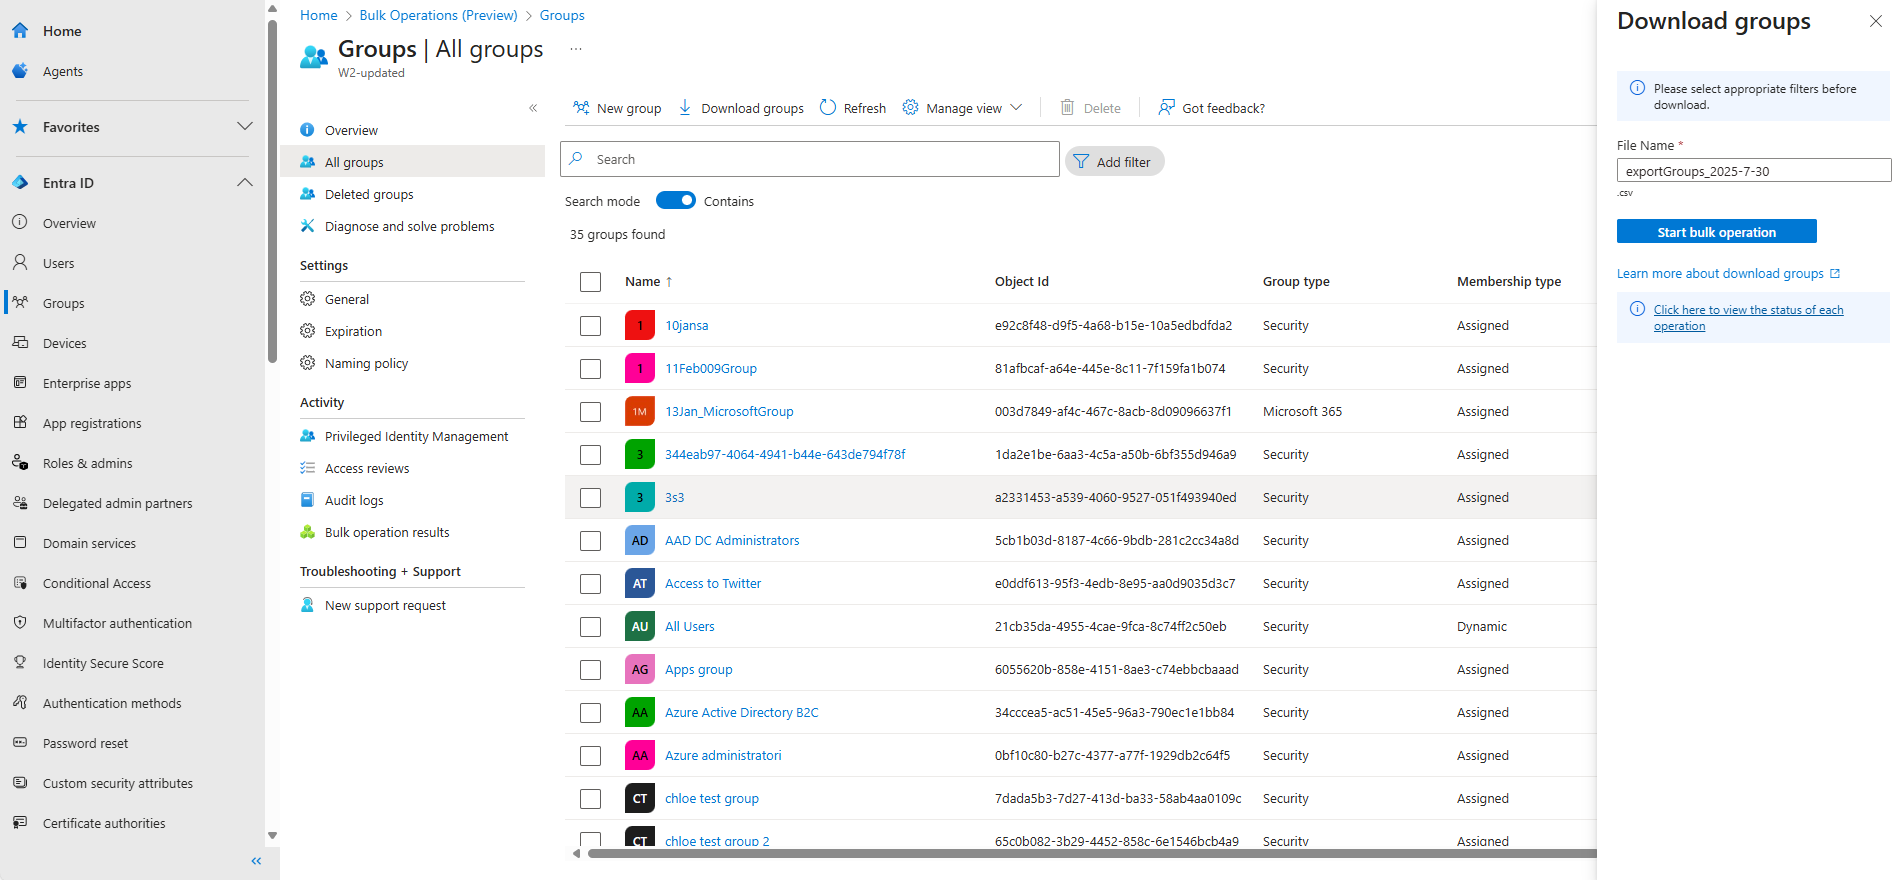 Home
Agents
Favorites
Entra ID
Overview
Users
Groups
Devices
Enterprise apps
App registrations
Roles & admins
Delegated admin partners
Domain services
Conditional Access
Multifactor authentication
Identity Secure Score
Authentication methods
Password reset
Custom security attributes
Certificate authorities
Home > Bulk Operations (Preview) > Groups
Groups | All groups ...
W2-updated
Overview
All groups
Deleted groups
Diagnose and solve problems
Settings
General
Expiration
Naming policy
Activity
Privileged Identity Management
Access reviews
Audit logs
Bulk operation results
Troubleshooting + Support
New support request
New group Download groups Refresh Manage view Delete Got feedback?
Search Add filter
Search mode Contains
35 groups found
Name ↑ Object Id Group type Membership type
1 10jansa e92c8f48-d9f5-4a68-b15e-10a5edbdfda2 Security Assigned
1 11Feb009Group 81afbcaf-a64e-445e-8c11-7f159fa1b074 Security Assigned
1M 13Jan_MicrosoftGroup 003d7849-af4c-467c-8acb-8d09096637f1 Microsoft 365 Assigned
3 344eab97-4064-4941-b44e-643de794f78f 1da2e1be-6aa3-4c5a-a50b-6bf355d946a9 Security Assigned
3 3s3 a2331453-a539-4060-9527-051f493940ed Security Assigned
AD AAD DC Administrators 5cb1b03d-8187-4c66-9bdb-281c2cc34a8d Security Assigned
AT Access to Twitter e0ddf613-95f3-4edb-8e95-aa0d9035d3c7 Security Assigned
AU All Users 21cb35da-4955-4cae-9fca-8c74ff2c50eb Security Dynamic
AG Apps group 6055620b-858e-4151-8ae3-c74ebbcbaaad Security Assigned
AA Azure Active Directory B2C 34cccea5-ac51-45e5-96a3-790ec1e1bb84 Security Assigned
AA Azure administratori 0bf10c80-b27c-4377-a77f-1929db2c64f5 Security Assigned
CT chloe test group 7dada5b3-7d27-413d-ba33-58ab4aa0109c Security Assigned
CT chloe test group 2 65c0b082-3b29-4452-858c-6e1546bcb4a9 Security Assigned
Download groups
Please select appropriate filters before
download.
File Name *
exportGroups_2025-7-30
.csv
Start bulk operation
Learn more about download groups
Click here to view the status of each
operation